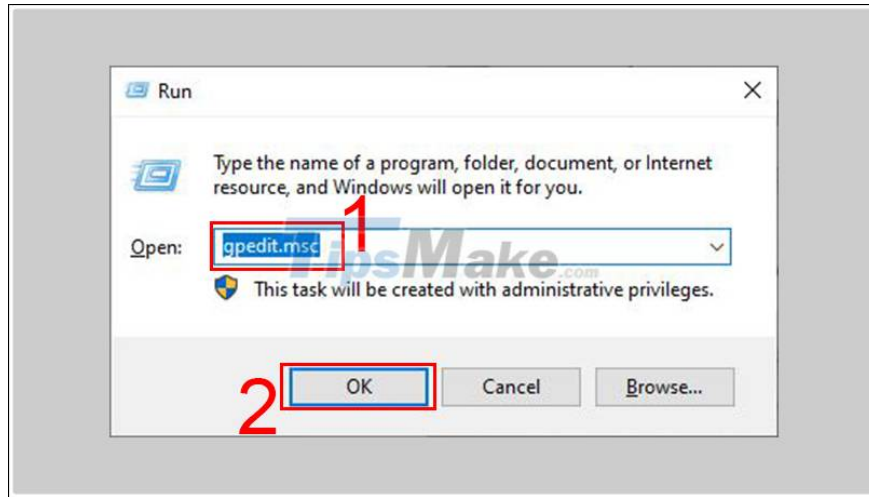 Run
Type the name of a program, folder, document, or Internet
resource, and Windows will open it for you.
1
Open: gpedit.msc
TipsMake.com
This task will be created with administrative privileges.
2
OK Cancel Browse...